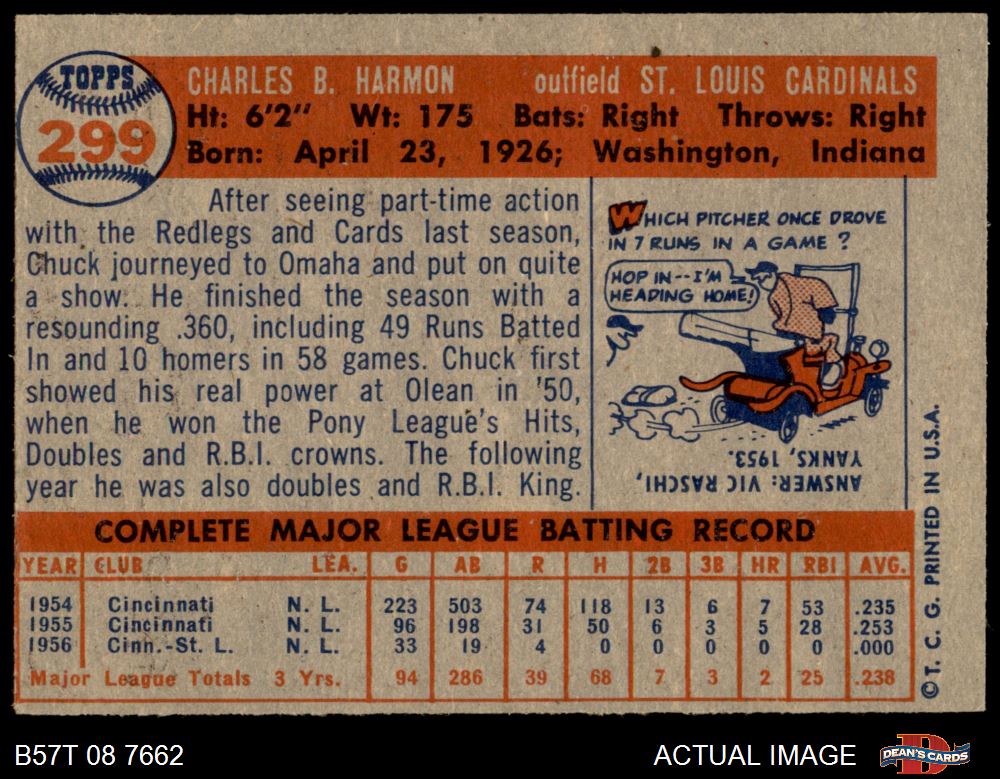 TOPPS
299
CHARLES B. HARMON outfield ST. LOUIS CARDINALS
Ht: 6'2" Wt: 175 Bats: Right Throws: Right
Born: April 23, 1926; Washington, Indiana
After seeing part-time action
with the Redlegs and Cards last season,
Chuck journeyed to Omaha and put on quite
a show. He finished the season with a
resounding .360, including 49 Runs Batted
In and 10 homers in 58 games. Chuck first
showed his real power at Olean in '50,
when he won the Pony League's Hits,
Doubles and R.B.I. crowns. The following
year he was also doubles and R.B.I. King.
WHICH PITCHER ONCE DROVE
IN 7 RUNS IN A GAME?
HOP IN--I'M
HEADING HOME!
ANSWER: VIC RASCHI,
YANKS, 1953.
COMPLETE MAJOR LEAGUE BATTING RECORD
YEAR CLUB LEA. G AB R H 2B 3B HR RBI AVG.
1954 Cincinnati N. L. 223 503 74 118 13 6 7 53 .235
1955 Cincinnati N. L. 96 198 31 50 6 3 5 28 .253
1956 Cinn.-St. L. N. L. 33 19 4 0 0 0 0 0 .000
Major League Totals 3 Yrs. 94 286 39 68 7 3 2 25 .238
© T. C. G. PRINTED IN U.S.A.
B57T 08 7662 ACTUAL IMAGE DEAN'S CARDS